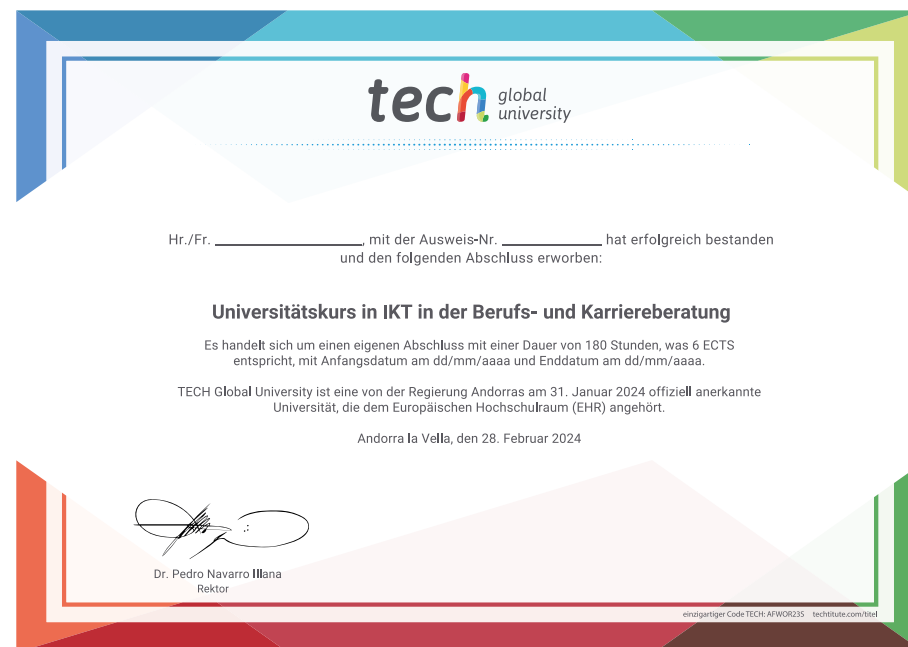 tech global
university
Hr./Fr. ____________________, mit der Ausweis-Nr. ______________ hat erfolgreich bestanden
und den folgenden Abschluss erworben:
Universitätskurs in IKT in der Berufs- und Karriereberatung
Es handelt sich um einen eigenen Abschluss mit einer Dauer von 180 Stunden, was 6 ECTS
entspricht, mit Anfangsdatum am dd/mm/aaaa und Enddatum am dd/mm/aaaa.
TECH Global University ist eine von der Regierung Andorras am 31. Januar 2024 offiziell anerkannte
Universität, die dem Europäischen Hochschulraum (EHR) angehört.
Andorra la Vella, den 28. Februar 2024
Dr. Pedro Navarro Illana
Rektor
einzigartiger Code TECH: AFWOR235 techtitute.com/titel